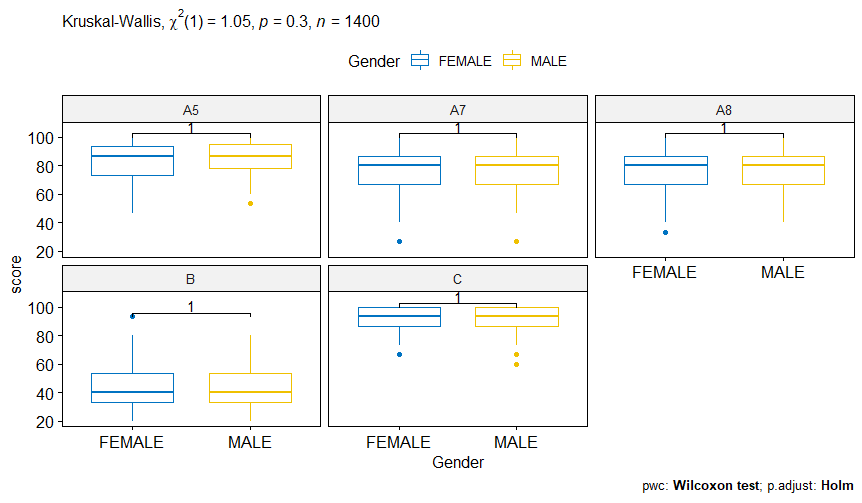 Kruskal-Wallis, χ²(1) = 1.05, p = 0.3, n = 1400
Gender FEMALE MALE
A5 A7 A8
100 1 1 1
80
60
40
20
FEMALE MALE
score
B C
100 1 1
80
60
40
20
FEMALE MALE FEMALE MALE
Gender
pwc: Wilcoxon test; p.adjust: Holm